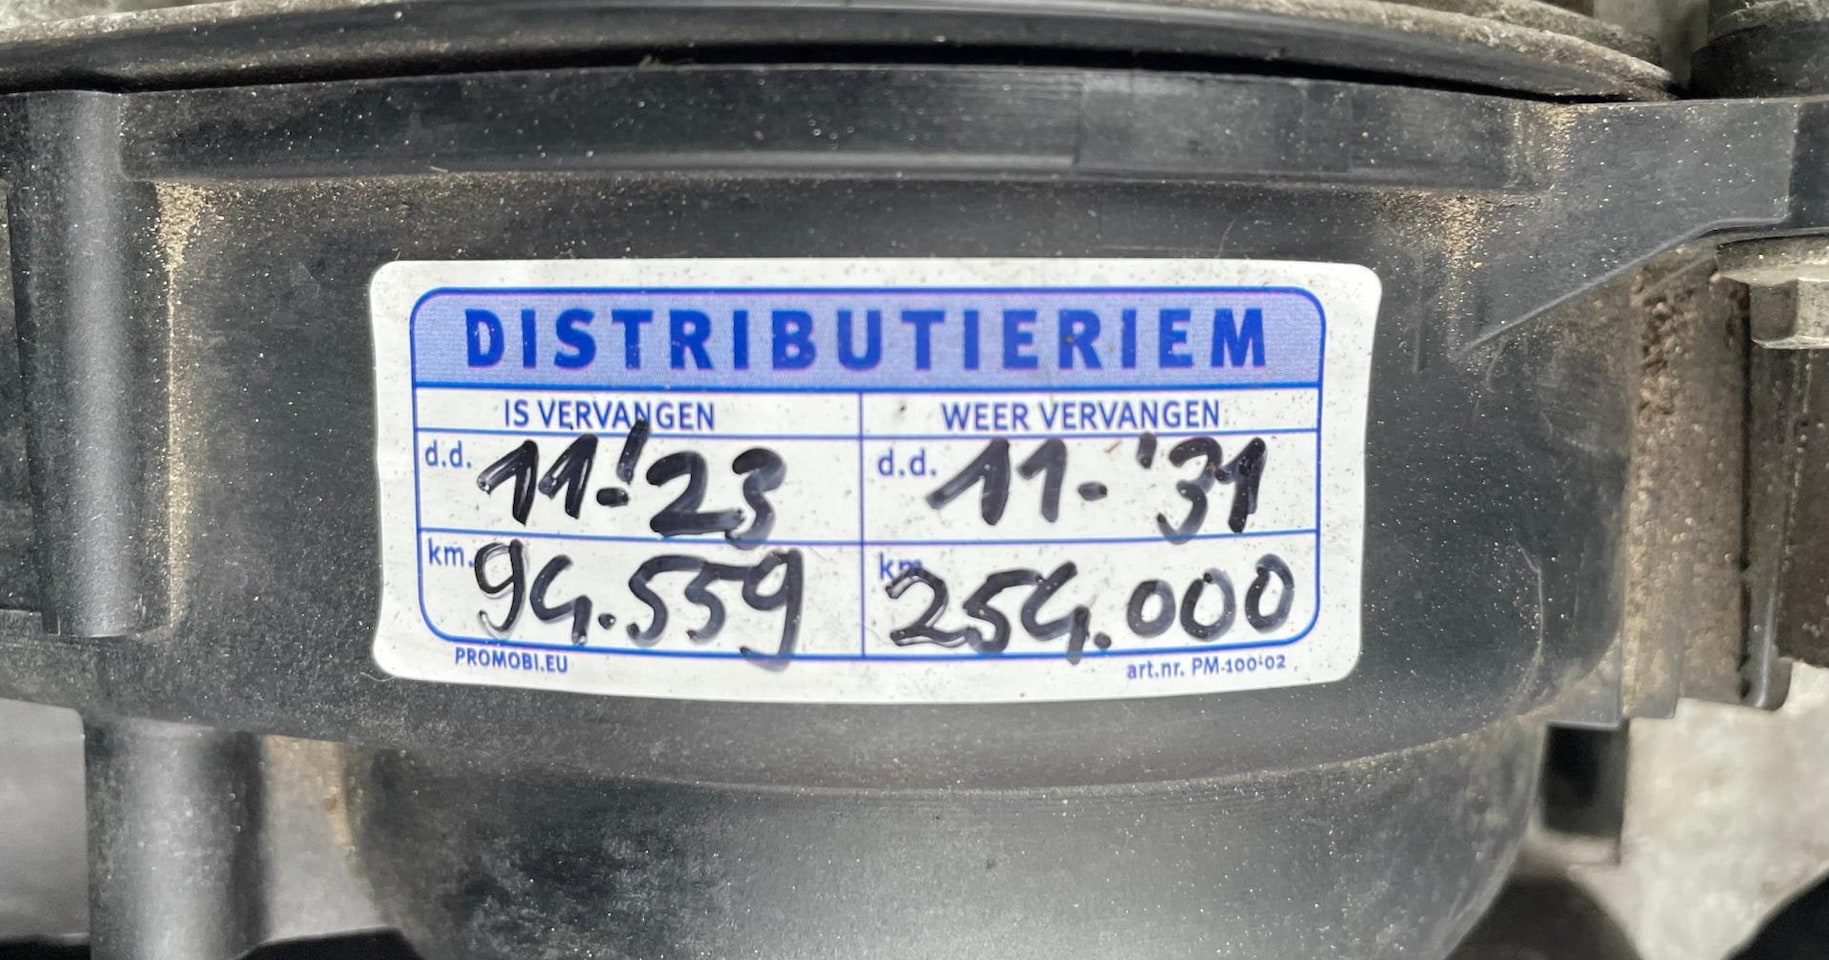 DISTRIBUTIERIEM
IS VERVANGEN WEER VERVANGEN
d.d. 11-'23 d.d. 11-'31
km. 94.559 km. 254.000
PROMOBI.EU art.nr. PM-100-02